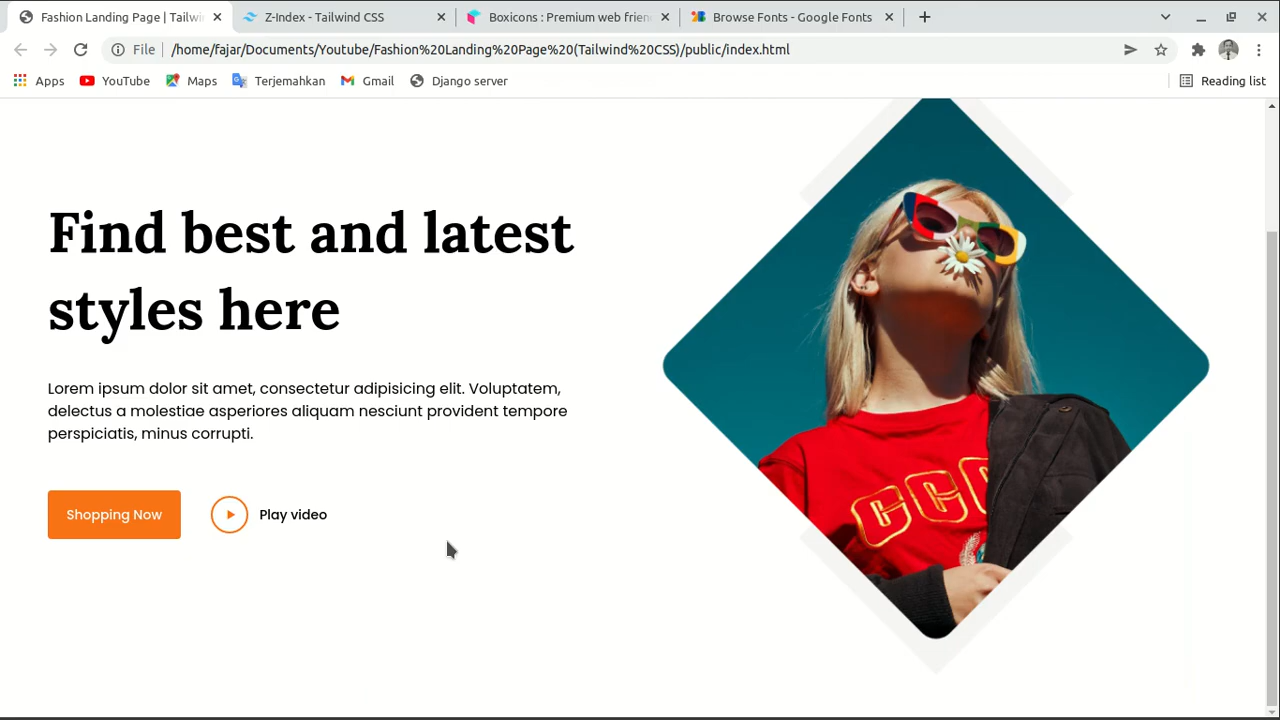 Fashion Landing Page | Tailwi
Z-Index - Tailwind CSS
Boxicons : Premium web frien
Browse Fonts - Google Fonts
File
/home/fajar/Documents/Youtube/Fashion%20Landing%20Page%20(Tailwind%20CSS)/public/index.html
Apps
YouTube
Maps
Terjemahkan
Gmail
Django server
Reading list
Find best and latest
styles here
Lorem ipsum dolor sit amet, consectetur adipisicing elit. Voluptatem,
delectus a molestiae asperiores aliquam nesciunt provident tempore
perspiciatis, minus corrupti.
Shopping Now
Play video